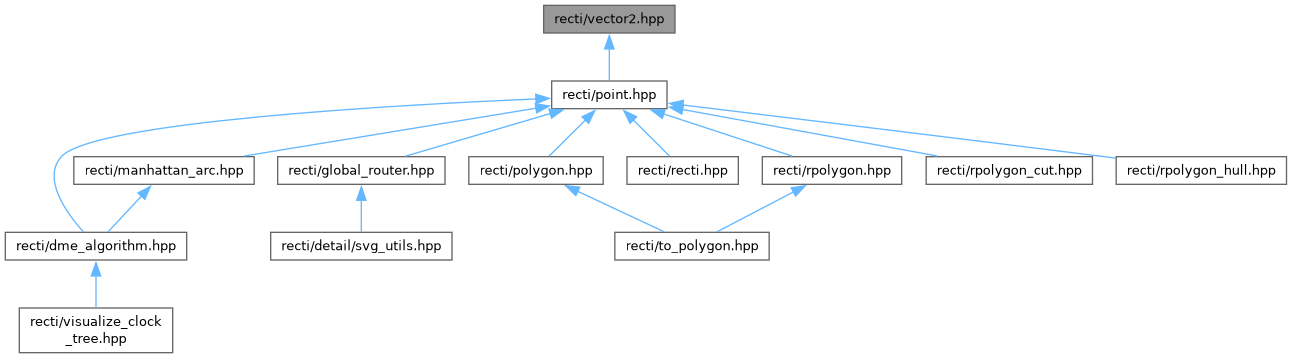 recti/vector2.hpp
recti/point.hpp
recti/manhattan_arc.hpp
recti/global_router.hpp
recti/polygon.hpp
recti/recti.hpp
recti/rpolygon.hpp
recti/rpolygon_cut.hpp
recti/rpolygon_hull.hpp
recti/dme_algorithm.hpp
recti/detail/svg_utils.hpp
recti/to_polygon.hpp
recti/visualize_clock
_tree.hpp